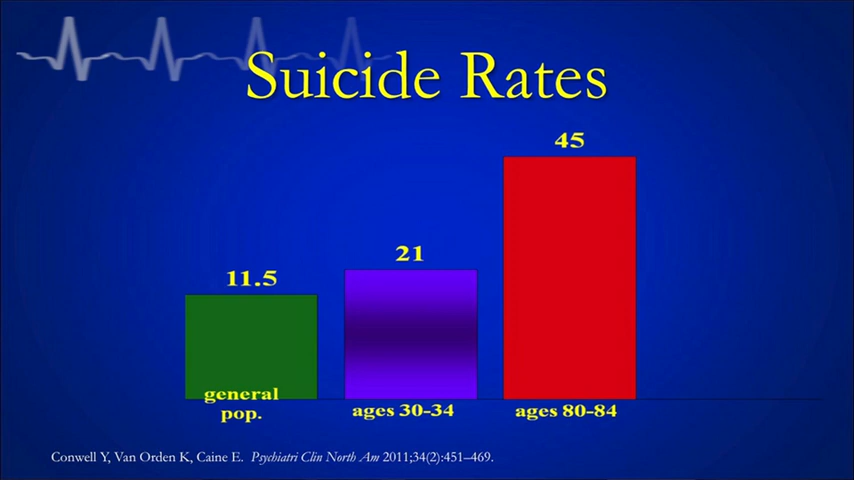 Suicide Rates
45
21
11.5
general
pop.
ages 30-34
ages 80-84
Conwell Y, Van Orden K, Caine E. Psychiatri Clin North Am 2011;34(2):451–469.